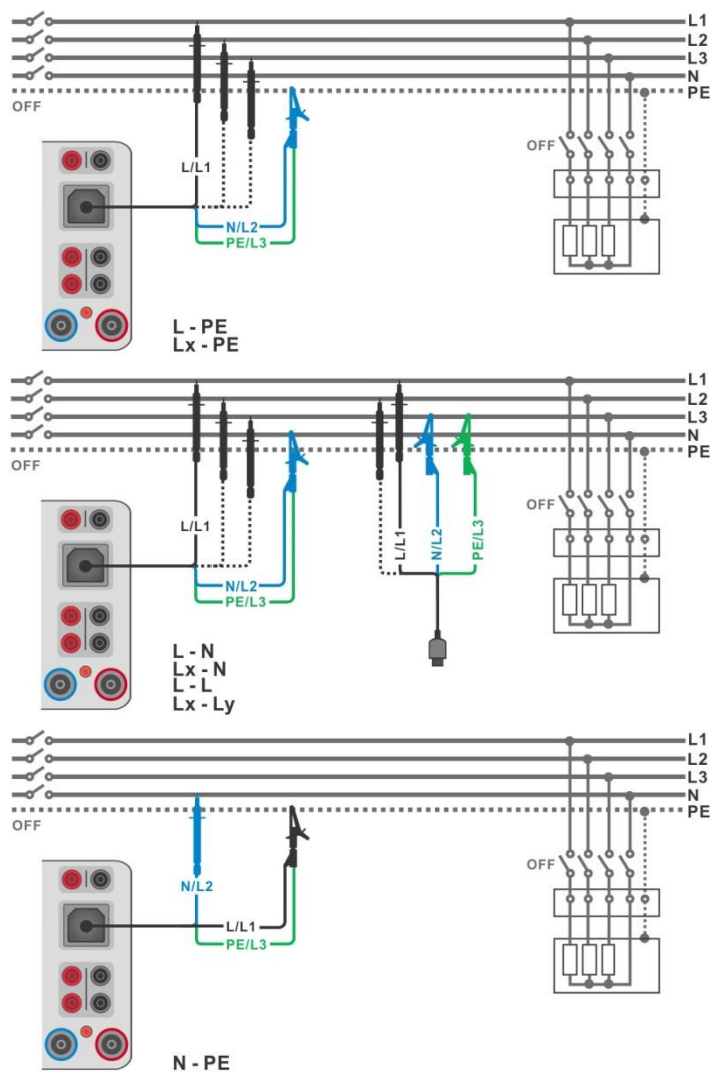 L1
L2
L3
N
PE
OFF
OFF
L/L1
N/L2
PE/L3
L - PE
Lx - PE
L1
L2
L3
N
PE
OFF
OFF
L/L1
L/L1
N/L2
PE/L3
N/L2
PE/L3
L - N
Lx - N
L - L
Lx - Ly
L1
L2
L3
N
PE
OFF
OFF
N/L2
L/L1
PE/L3
N - PE